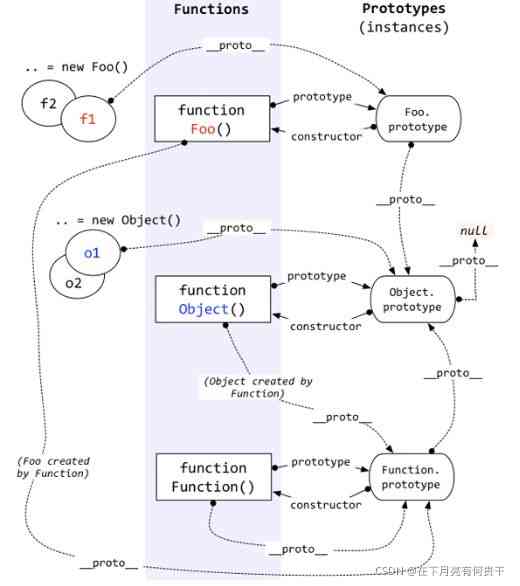 Functions
Prototypes
(instances)
__proto__
.. = new Foo()
f2
f1
function
Foo()
prototype
constructor
Foo.
prototype
__proto__
.. = new Object()
__proto__
null
__proto__
o1
o2
function
Object()
prototype
constructor
Object.
prototype
(Object created by
Function)
__proto__
__proto__
(Foo created
by Function)
function
Function()
prototype
constructor
Function.
prototype
__proto__
__proto__
CSDN @在下月亮有何贵干